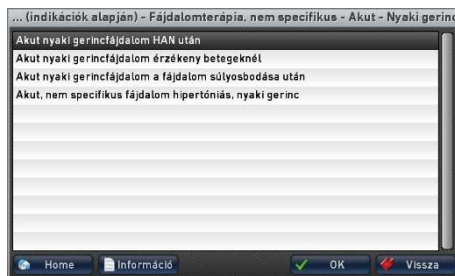 ... (indikációk alapján) - Fájdalomterápia, nem specifikus - Akut - Nyaki gerinc
Akut nyaki gerincfájdalom HAN után
Akut nyaki gerincfájdalom érzékeny betegeknél
Akut nyaki gerincfájdalom a fájdalom súlyosbodása után
Akut, nem specifikus fájdalom hipertóniás, nyaki gerinc
Home Információ OK Vissza